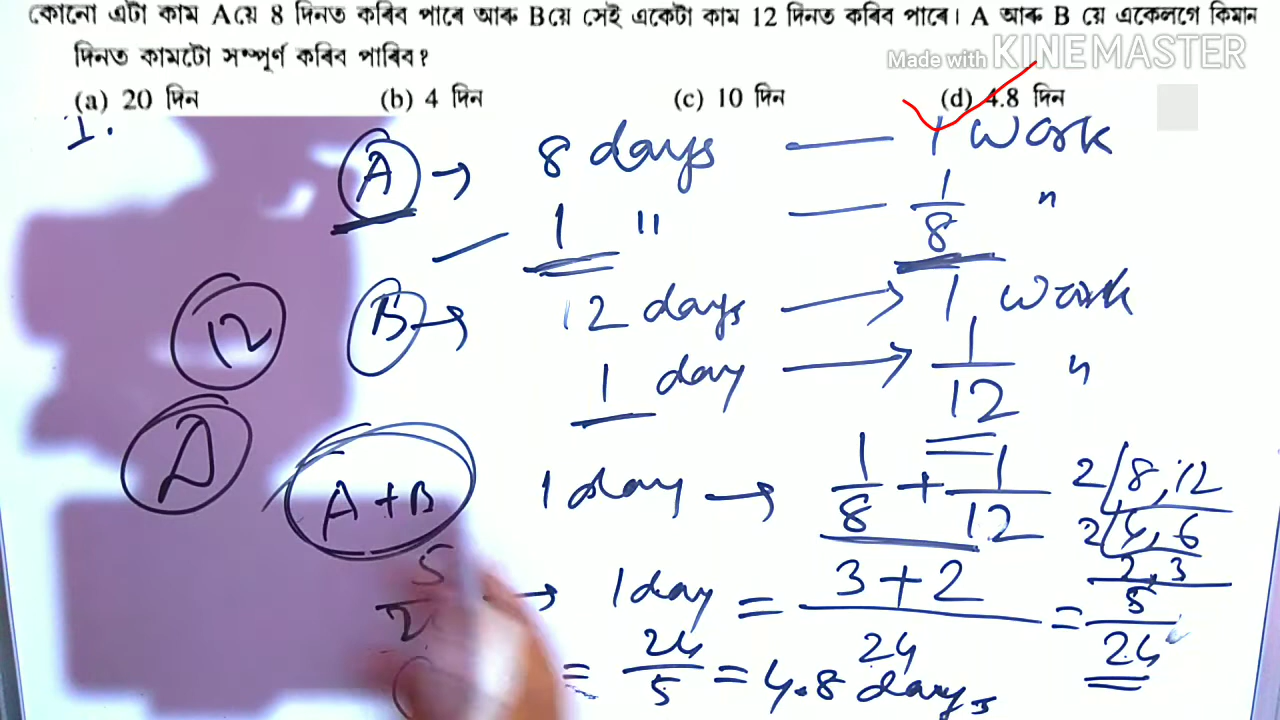 কোনো এটা কাম A য়ে 8 দিনত কৰিব পাৰে আৰু B য়ে সেই একেটা কাম 12 দিনত কৰিব পাৰে। A আৰু B য়ে একেলগে কিমান
দিনত কামটো সম্পূৰ্ণ কৰিব পাৰিব?
Made with KINEMASTER
(a) 20 দিন (b) 4 দিন (c) 10 দিন (d) 4.8 দিন
1.
A → 8 days — 1 work
1 " — 1/8 "
12 B → 12 days → 1 work
1 day → 1/12 "
A + B 1 day → 1/8 + 1/12 2/8, 12
2/4, 6
2, 3
5 → 1 day = 3 + 2/24 = 5/24
= 24/5 = 4.8 days